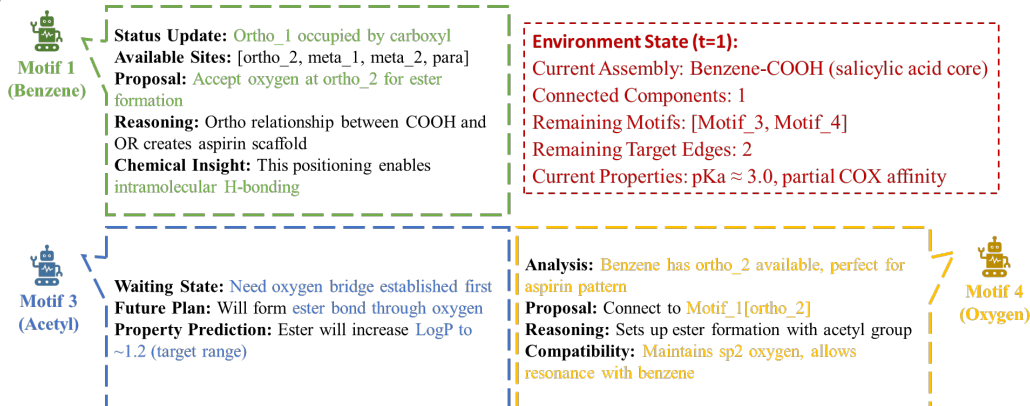 Motif 1
(Benzene)
Status Update: Ortho_1 occupied by carboxyl
Available Sites: [ortho_2, meta_1, meta_2, para]
Proposal: Accept oxygen at ortho_2 for ester
formation
Reasoning: Ortho relationship between COOH and
OR creates aspirin scaffold
Chemical Insight: This positioning enables
intramolecular H-bonding
Environment State (t=1):
Current Assembly: Benzene-COOH (salicylic acid core)
Connected Components: 1
Remaining Motifs: [Motif_3, Motif_4]
Remaining Target Edges: 2
Current Properties: pKa ≈ 3.0, partial COX affinity
Motif 3
(Acetyl)
Waiting State: Need oxygen bridge established first
Future Plan: Will form ester bond through oxygen
Property Prediction: Ester will increase LogP to
~1.2 (target range)
Analysis: Benzene has ortho_2 available, perfect for
aspirin pattern
Proposal: Connect to Motif_1[ortho_2]
Reasoning: Sets up ester formation with acetyl group
Compatibility: Maintains sp2 oxygen, allows
resonance with benzene
Motif 4
(Oxygen)